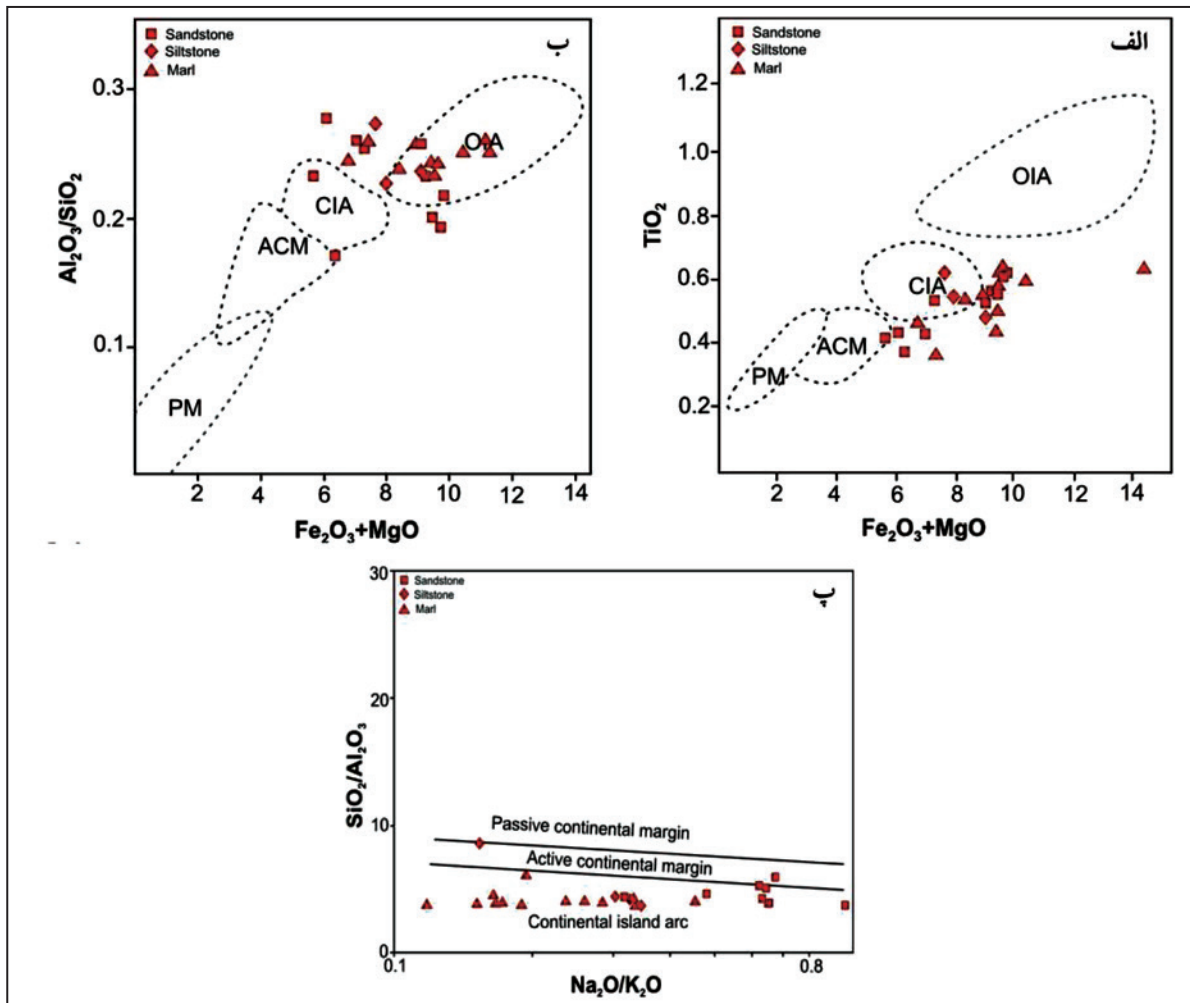 ب
Sandstone
Siltstone
Marl
0.3
0.2
0.1
Al₂O₃/SiO₂
OIA
CIA
ACM
PM
2 4 6 8 10 12 14
Fe₂O₃+MgO
الف
Sandstone
Siltstone
Marl
1.2
1.0
0.8
0.6
0.4
0.2
TiO₂
OIA
CIA
ACM
PM
2 4 6 8 10 12 14
Fe₂O₃+MgO
پ
Sandstone
Siltstone
Marl
30
20
10
0
SiO₂/Al₂O₃
Passive continental margin
Active continental margin
Continental island arc
0.1 0.2 0.8
Na₂O/K₂O